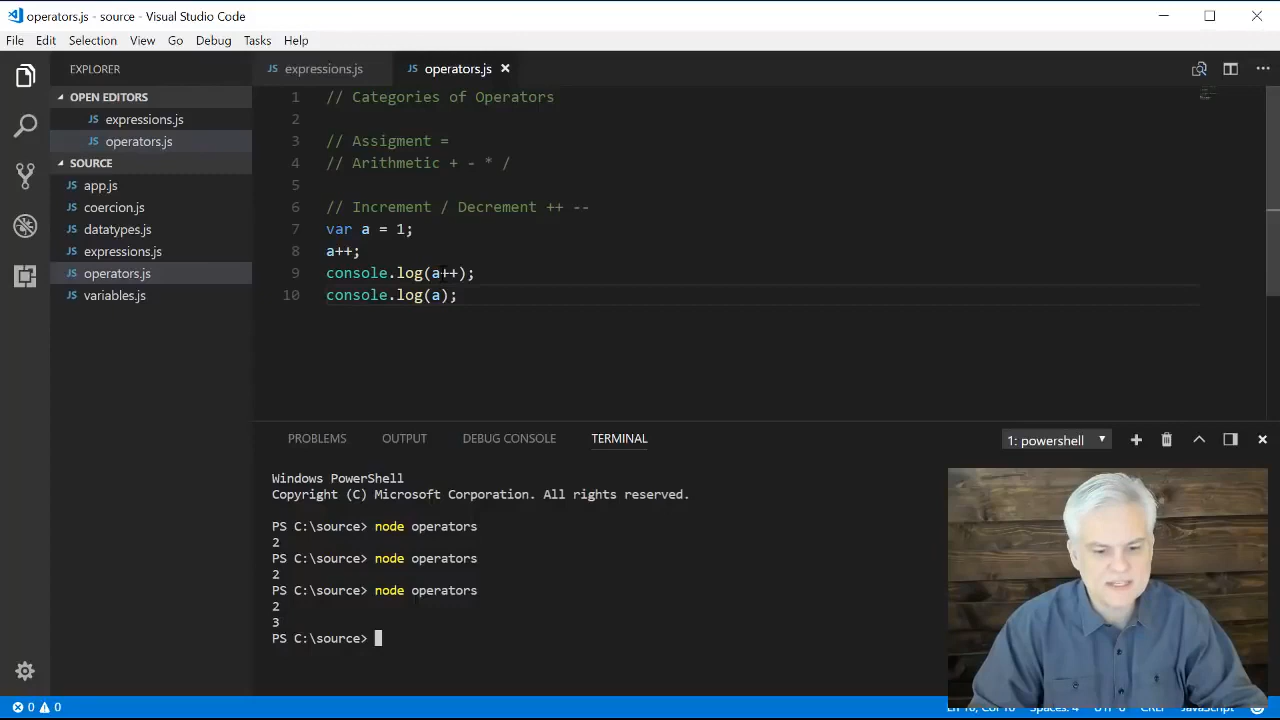 operators.js - source - Visual Studio Code
File Edit Selection View Go Debug Tasks Help
EXPLORER
OPEN EDITORS
JS expressions.js
JS operators.js
SOURCE
JS app.js
JS coercion.js
JS datatypes.js
JS expressions.js
JS operators.js
JS variables.js
JS expressions.js JS operators.js
1 // Categories of Operators
2
3 // Assigment =
4 // Arithmetic + - * /
5
6 // Increment / Decrement ++ --
7 var a = 1;
8 a++;
9 console.log(a++);
10 console.log(a);
PROBLEMS OUTPUT DEBUG CONSOLE TERMINAL 1: powershell
Windows PowerShell
Copyright (C) Microsoft Corporation. All rights reserved.
PS C:\source> node operators
2
PS C:\source> node operators
2
PS C:\source> node operators
2
3
PS C:\source>
0 0